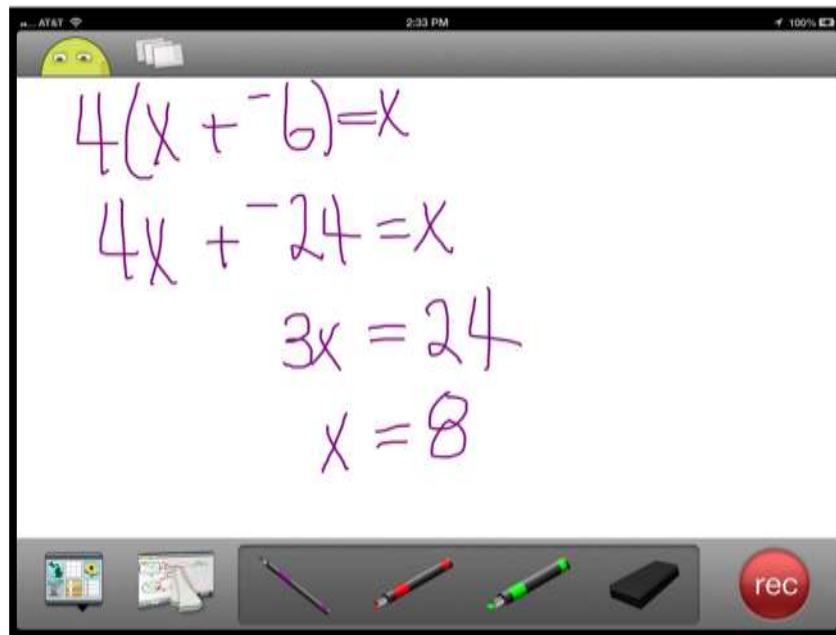 AT&T 2:33 PM 100%
4(x + ⁻6)=x
4x + ⁻24 = x
3x = 24
x = 8
rec